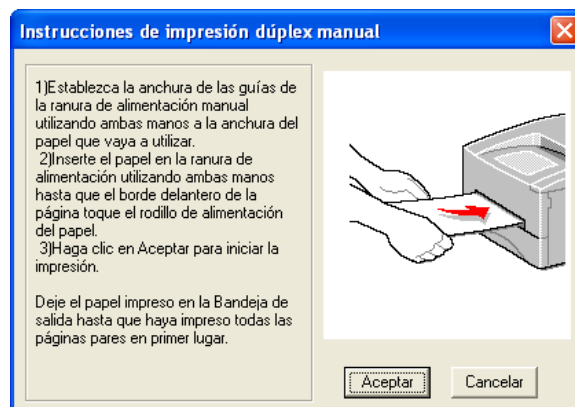 Instrucciones de impresión dúplex manual
1)Establezca la anchura de las guías de
la ranura de alimentación manual
utilizando ambas manos a la anchura del
papel que vaya a utilizar.
2)Inserte el papel en la ranura de
alimentación utilizando ambas manos
hasta que el borde delantero de la
página toque el rodillo de alimentación
del papel.
3)Haga clic en Aceptar para iniciar la
impresión.
Deje el papel impreso en la Bandeja de
salida hasta que haya impreso todas las
páginas pares en primer lugar.
Aceptar
Cancelar